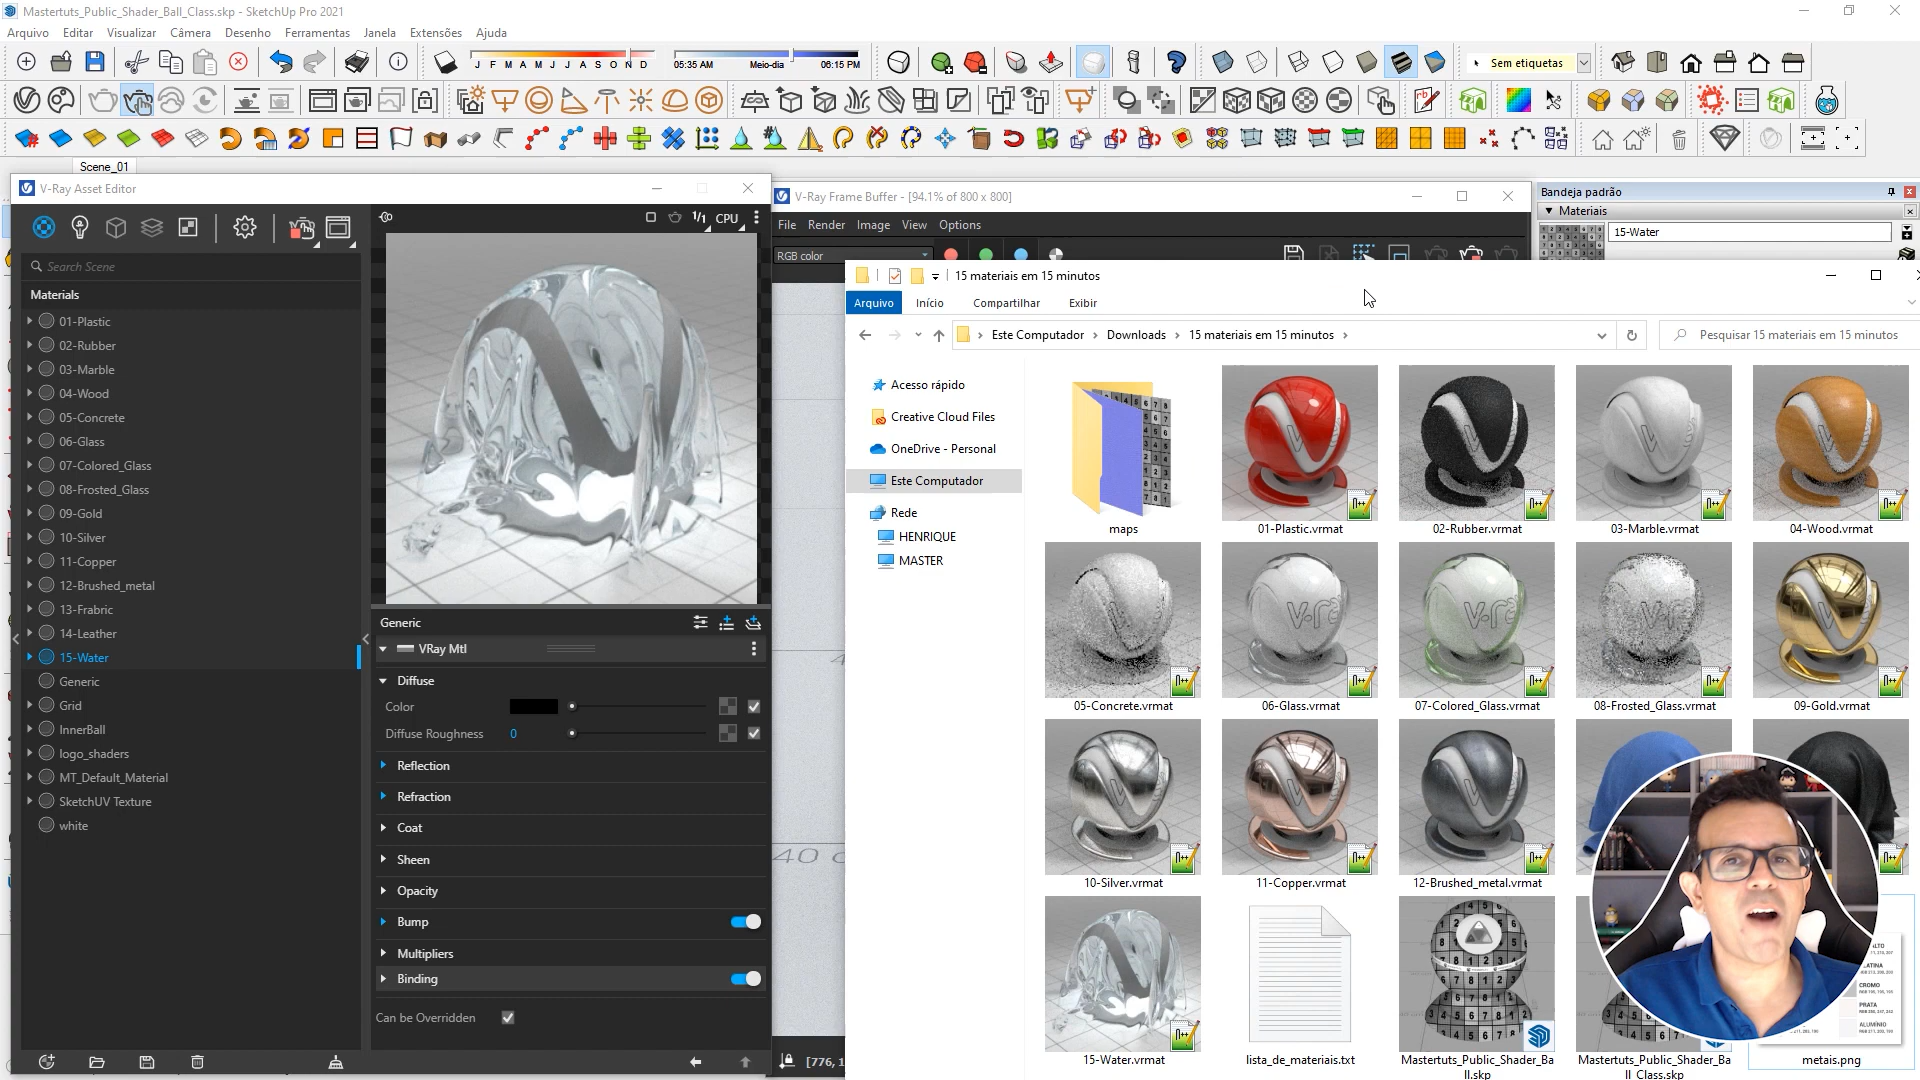 Mastertuts_Public_Shader_Ball_Class.skp - SketchUp Pro 2021
Arquivo Editar Visualizar Câmera Desenho Ferramentas Janela Extensões Ajuda
J F M A M J J A S O N D
05:35 AM Meio-dia 06:15 PM
Sem etiquetas
Scene_01
V-Ray Asset Editor
1/1 CPU
Search Scene
Materials
01-Plastic
02-Rubber
03-Marble
04-Wood
05-Concrete
06-Glass
07-Colored_Glass
08-Frosted_Glass
09-Gold
10-Silver
11-Copper
12-Brushed_metal
13-Frabric
14-Leather
15-Water
Generic
Grid
InnerBall
logo_shaders
MT_Default_Material
SketchUV Texture
white
Generic
VRay Mtl
Diffuse
Color
Diffuse Roughness 0
Reflection
Refraction
Coat
Sheen
Opacity
Bump
Multipliers
Binding
Can be Overridden
V-Ray Frame Buffer - [94.1% of 800 x 800]
File Render Image View Options
RGB color
[776, 1
Bandeja padrão
Materials
15-Water
15 materiais em 15 minutos
Arquivo Início Compartilhar Exibir
Este Computador > Downloads > 15 materiais em 15 minutos >
Pesquisar 15 materiais em 15 minutos
Acesso rápido
Creative Cloud Files
OneDrive - Personal
Este Computador
Rede
HENRIQUE
MASTER
maps
01-Plastic.vrmat
02-Rubber.vrmat
03-Marble.vrmat
04-Wood.vrmat
05-Concrete.vrmat
06-Glass.vrmat
07-Colored_Glass.vrmat
08-Frosted_Glass.vrmat
09-Gold.vrmat
10-Silver.vrmat
11-Copper.vrmat
12-Brushed_metal.vrmat
15-Water.vrmat
lista_de_materiais.txt
Mastertuts_Public_Shader_Ba
ll.skp
Mastertuts_Public_Shader_Ba
ll_Class.skp
metais.png
CROMO
PRATA
ALUMÍNIO